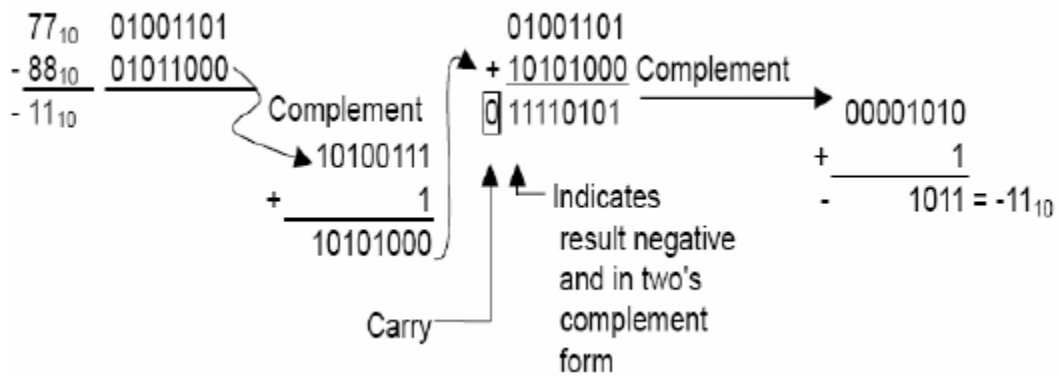 77₁₀ 01001101
- 88₁₀ 01011000
- 11₁₀
Complement
10100111
+ 1
10101000
01001101
+ 10101000 Complement
0 11110101
Carry
Indicates
result negative
and in two's
complement
form
00001010
+ 1
- 1011 = -11₁₀